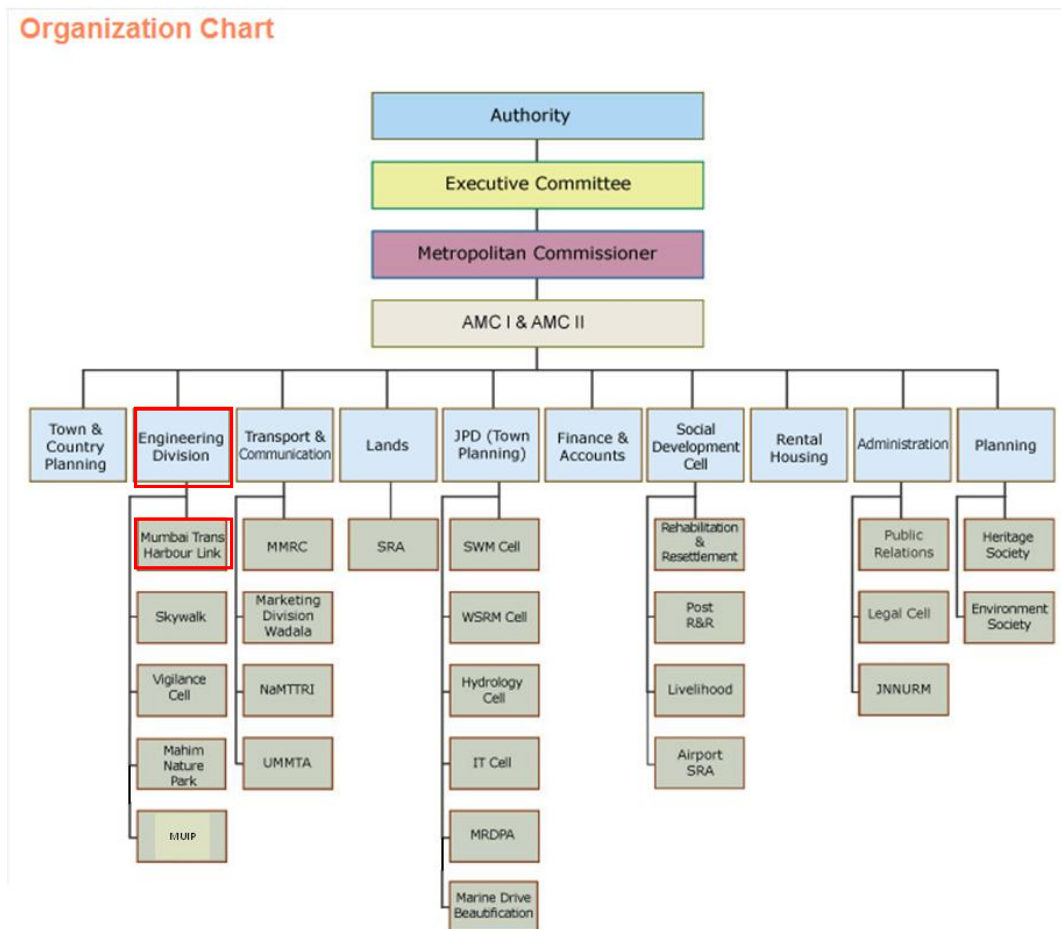 Organization Chart
Authority
Executive Committee
Metropolitan Commissioner
AMC I & AMC II
Town &
Country
Planning
Engineering
Division
Transport &
Communication
Lands
JPD (Town
Planning)
Finance &
Accounts
Social
Development
Cell
Rental
Housing
Administration
Planning
Mumbai Trans
Harbour Link
MMRC
SRA
SWM Cell
Rehabilitation
&
Resettlement
Public
Relations
Heritage
Society
Skywalk
Marketing
Division
Wadala
WSRM Cell
Post
R&R
Legal Cell
Environment
Society
Vigilance
Cell
NaMTTRI
Hydrology
Cell
Livelihood
JNNURM
Mahim
Nature
Park
UMMTA
IT Cell
Airport
SRA
MUIP
MRDPA
Marine Drive
Beautification